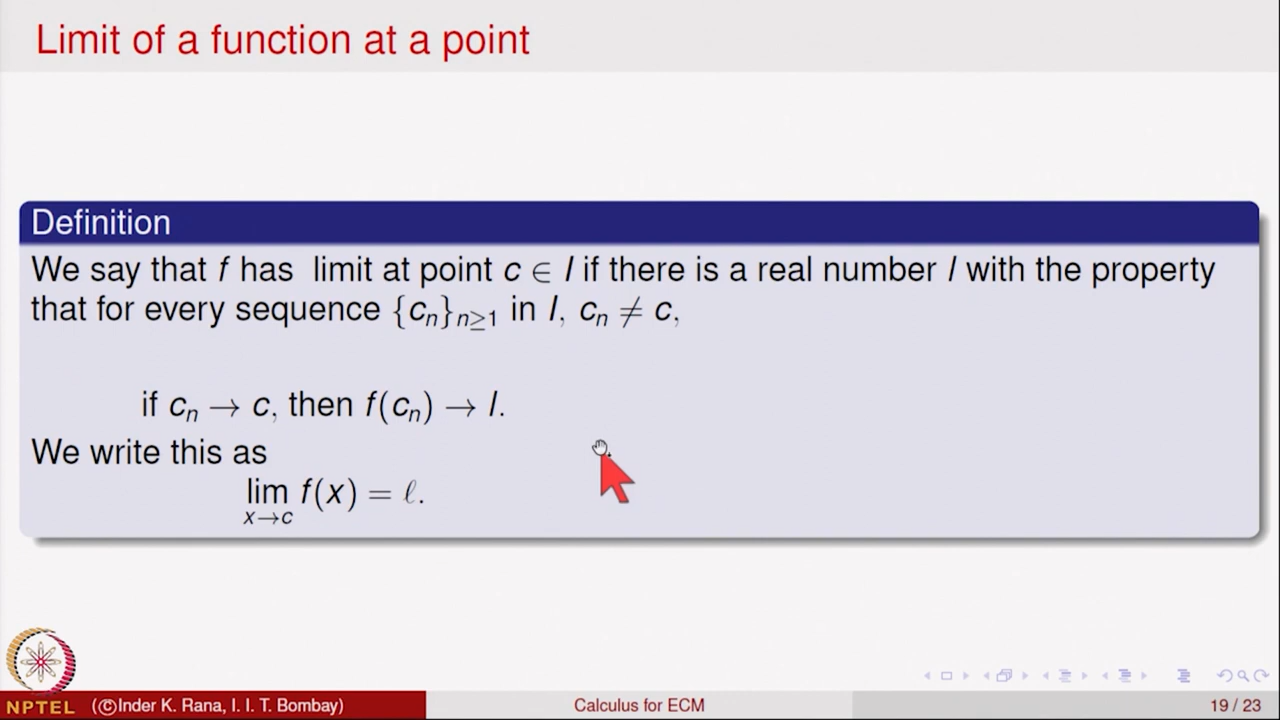 Limit of a function at a point
Definition
We say that f has limit at point c ∈ I if there is a real number l with the property
that for every sequence {cₙ}ₙ≥₁ in I, cₙ ≠ c,
if cₙ → c, then f(cₙ) → l.
We write this as
lim f(x) = ℓ.
x→c
NPTEL (©Inder K. Rana, I. I. T. Bombay) Calculus for ECM 19 / 23